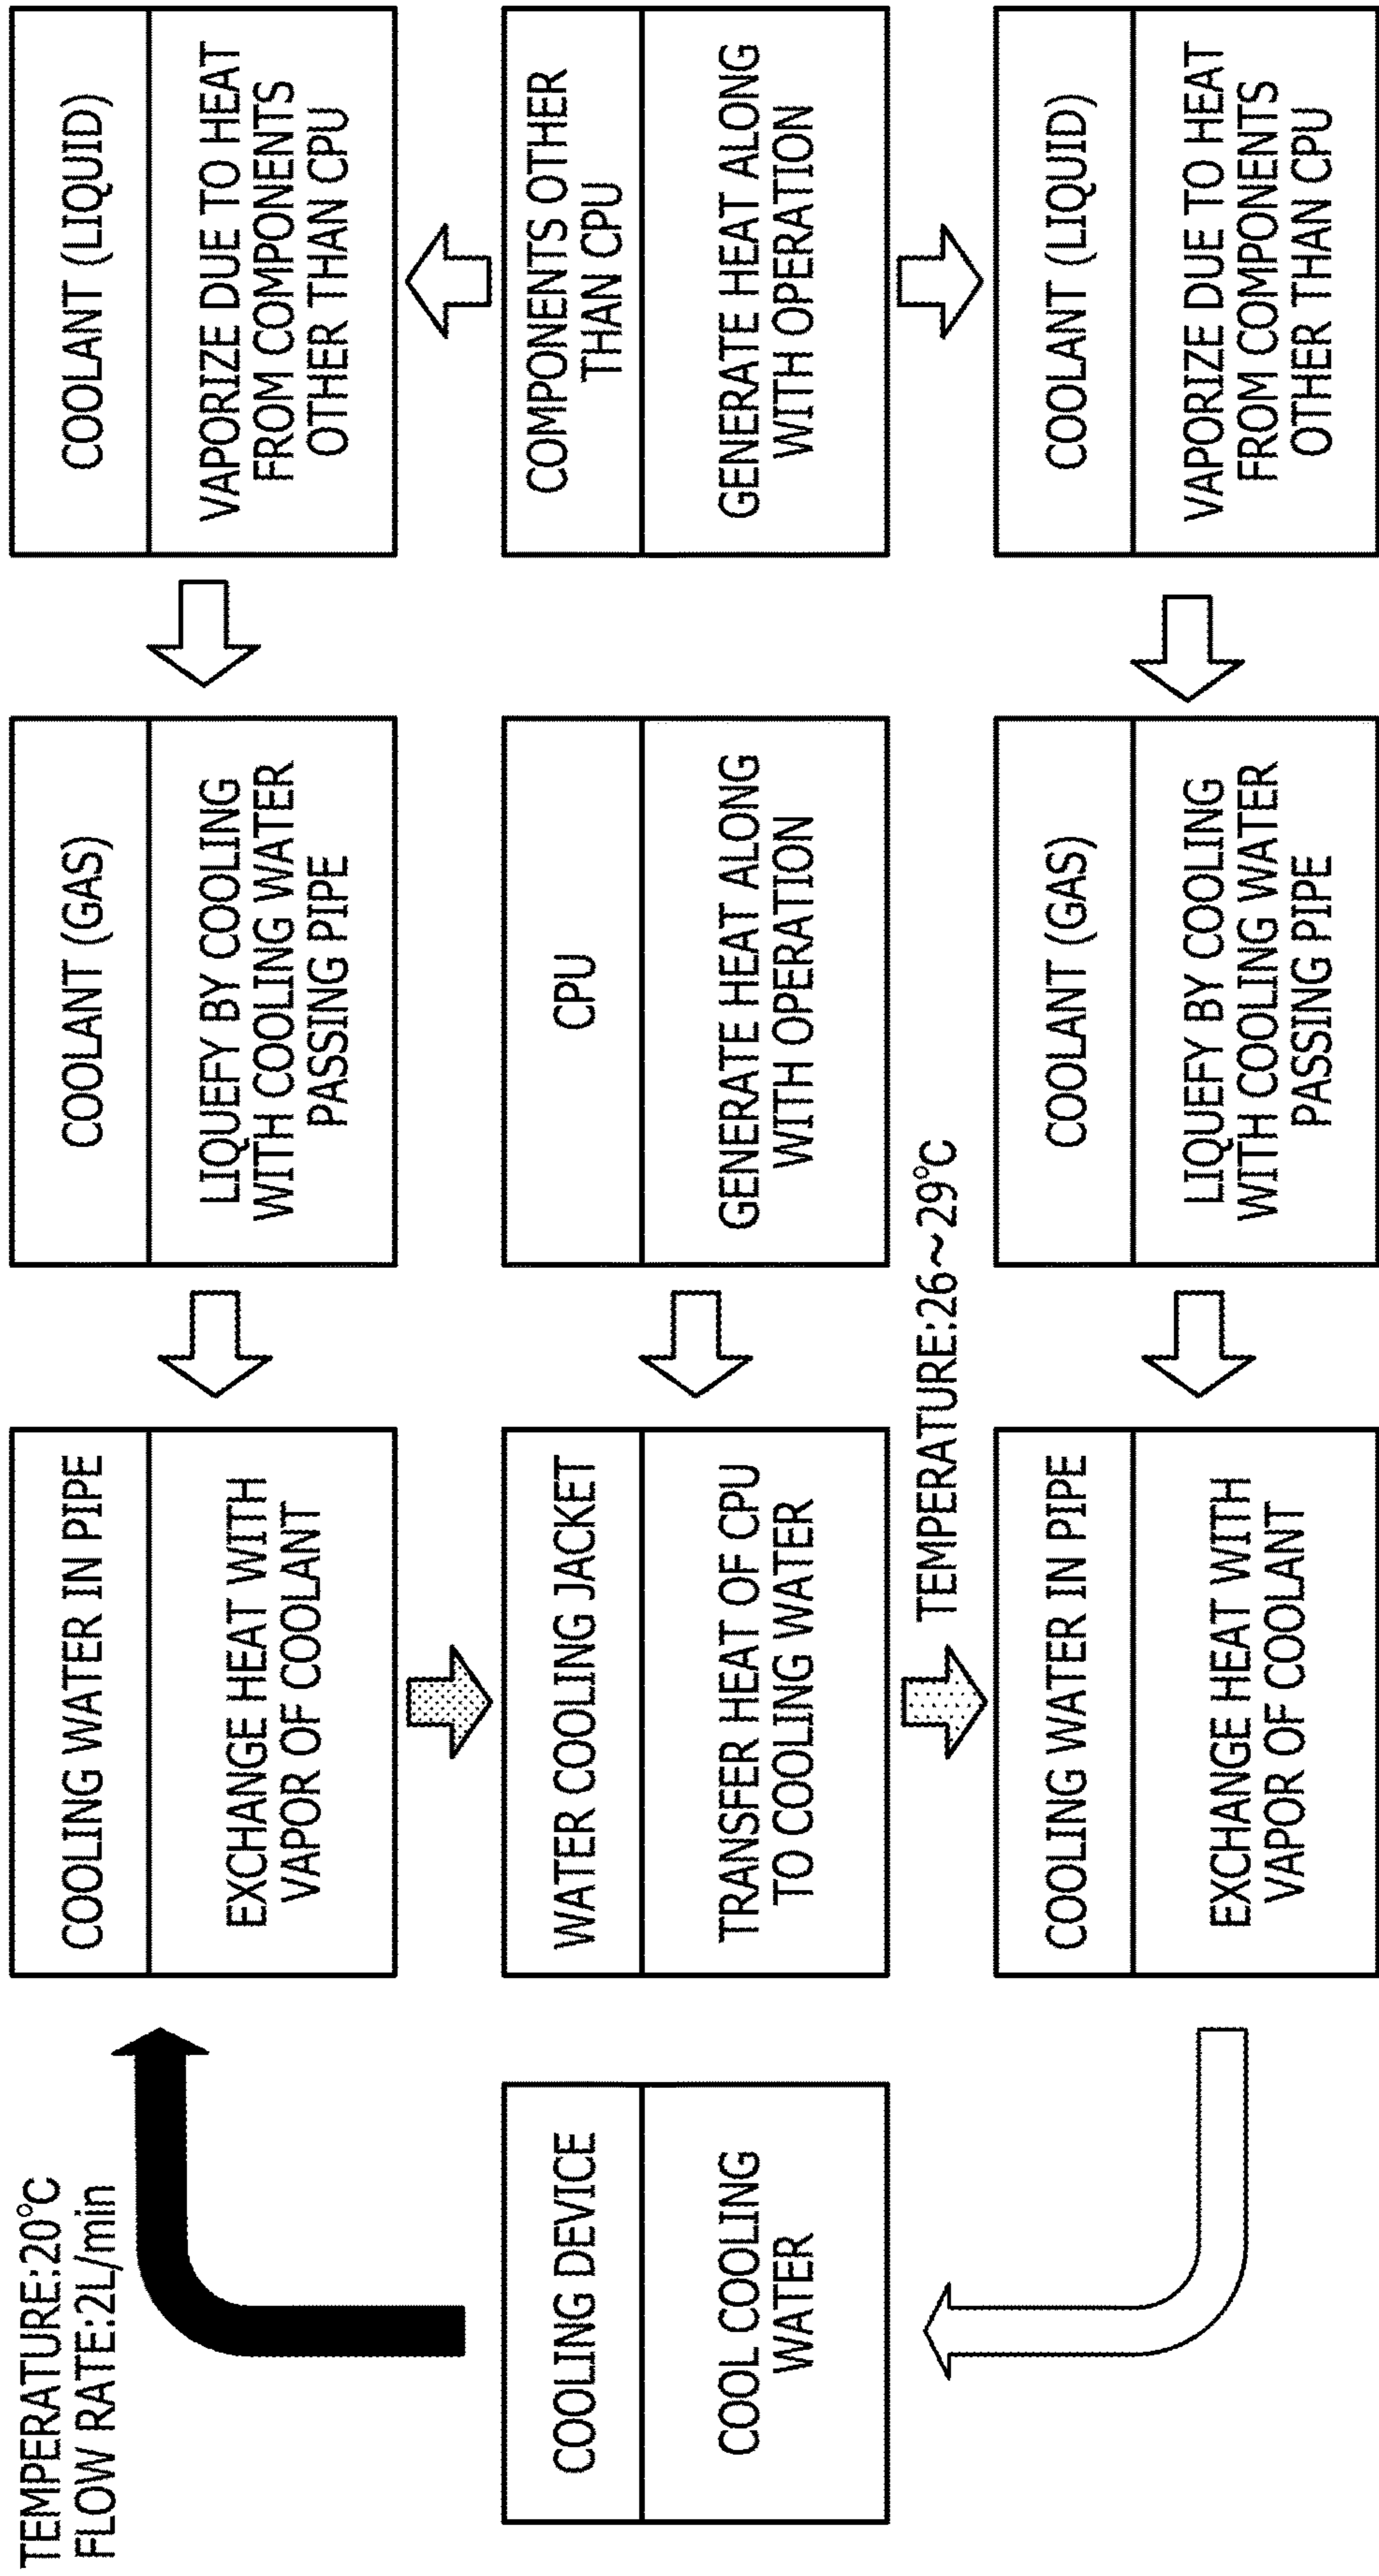 TEMPERATURE:20°C
FLOW RATE:2L/min
COOLING WATER IN PIPE
EXCHANGE HEAT WITH
VAPOR OF COOLANT
COOLANT (GAS)
LIQUEFY BY COOLING
WITH COOLING WATER
PASSING PIPE
COOLANT (LIQUID)
VAPORIZE DUE TO HEAT
FROM COMPONENTS
OTHER THAN CPU
COOLING DEVICE
COOL COOLING
WATER
WATER COOLING JACKET
TRANSFER HEAT OF CPU
TO COOLING WATER
CPU
GENERATE HEAT ALONG
WITH OPERATION
COMPONENTS OTHER
THAN CPU
GENERATE HEAT ALONG
WITH OPERATION
TEMPERATURE:26~29°C
COOLING WATER IN PIPE
EXCHANGE HEAT WITH
VAPOR OF COOLANT
COOLANT (GAS)
LIQUEFY BY COOLING
WITH COOLING WATER
PASSING PIPE
COOLANT (LIQUID)
VAPORIZE DUE TO HEAT
FROM COMPONENTS
OTHER THAN CPU